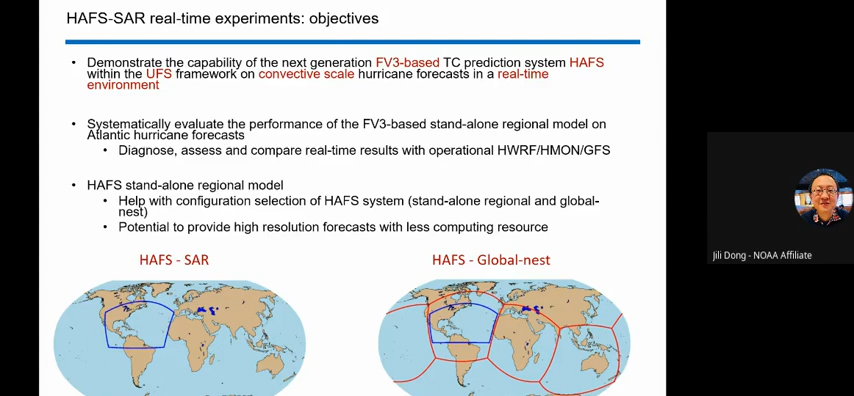 HAFS-SAR real-time experiments: objectives
• Demonstrate the capability of the next generation FV3-based TC prediction system HAFS
within the UFS framework on convective scale hurricane forecasts in a real-time
environment
• Systematically evaluate the performance of the FV3-based stand-alone regional model on
Atlantic hurricane forecasts
• Diagnose, assess and compare real-time results with operational HWRF/HMON/GFS
• HAFS stand-alone regional model
• Help with configuration selection of HAFS system (stand-alone regional and global-
nest)
• Potential to provide high resolution forecasts with less computing resource
HAFS - SAR
HAFS - Global-nest
Jili Dong - NOAA Affiliate